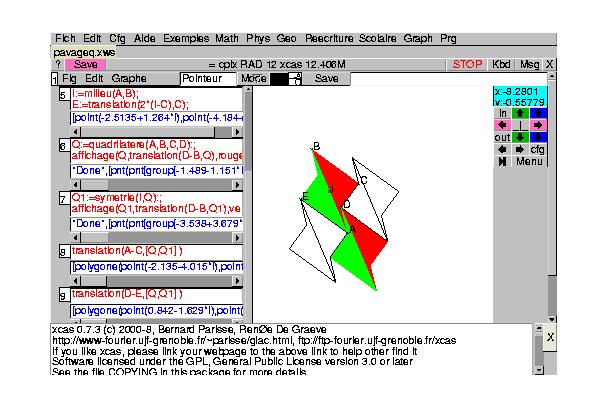 Fich Edit Cfg Aide Exemples Math Phys Geo Reecriture Scolaire Graph Prg
pavageq.xws
? Save = cplx RAD 12 xcas 12.406M STOP Kbd Msg X
1 Fig Edit Graphe Pointeur Mode Save
5 I:=milieu(A,B);
E:=translation(2*(I-C),C);
[point(-2.5135+1.264*i),point(-4.184+
6 Q:=quadrilatere(A,B,C,D):;
affichage(Q,translation(D-B,Q),rouge
"Done",[pnt(pnt[group[-1.489-1.151*i
7 Q1:=symetrie(I,Q):;
affichage(Q1,translation(D-B,Q1),ve
"Done",[pnt(pnt[group[-3.538+3.679*
translation(A-C,[Q,Q1])
[polygone(point(-2.135-4.015*i),point
9 translation(D-E,[Q,Q1])
[polygone(point(0.842-1.629*i),point(
B
C
E
I
D
A
x:-9.2801
y:-0.55779
in
out cfg
Menu
xcas 0.7.3 (c) 2000-8, Bernard Parisse, RenØe De Graeve
http://www-fourier.ujf-grenoble.fr/~parisse/giac.html, ftp://ftp-fourier.ujf-grenoble.fr/xcas
If you like xcas, please link your webpage to the above link to help other find it
Software licensed under the GPL, General Public License version 3.0 or later
See the file COPYING in this package for more details
X